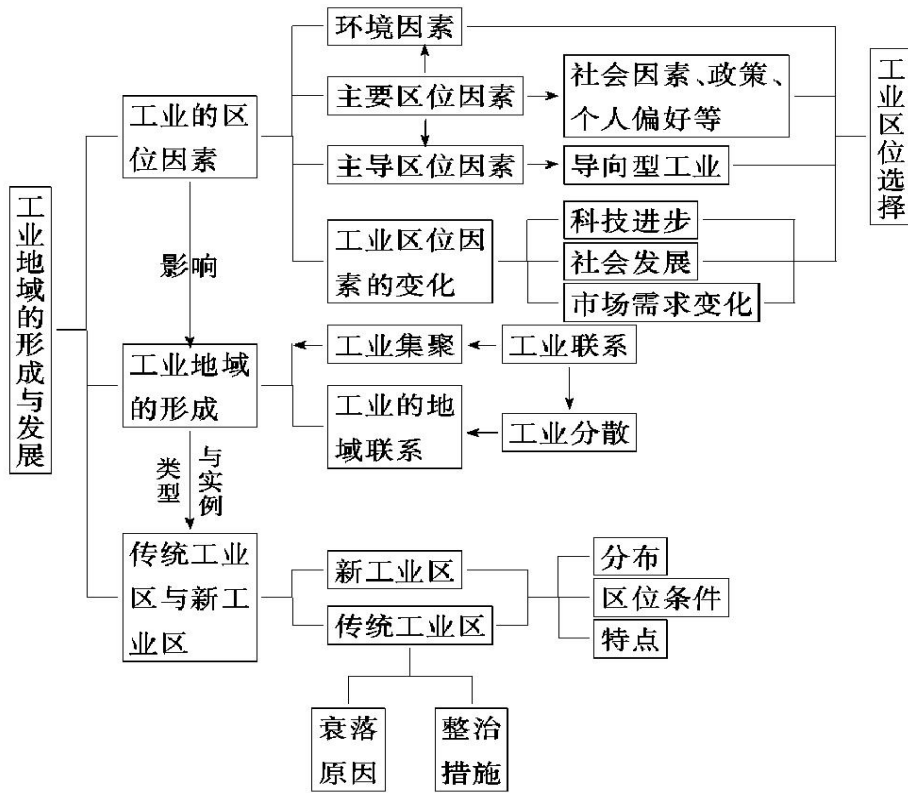 工业地域的形成与发展
工业的区
位因素
影响
工业地域
的形成
类型
与实例
传统工业
区与新工
业区
环境因素
主要区位因素
社会因素、政策、
个人偏好等
主导区位因素
导向型工业
工业区位因
素的变化
科技进步
社会发展
市场需求变化
工业区位选择
工业集聚
工业联系
工业的地
域联系
工业分散
新工业区
传统工业区
分布
区位条件
特点
衰落
原因
整治
措施